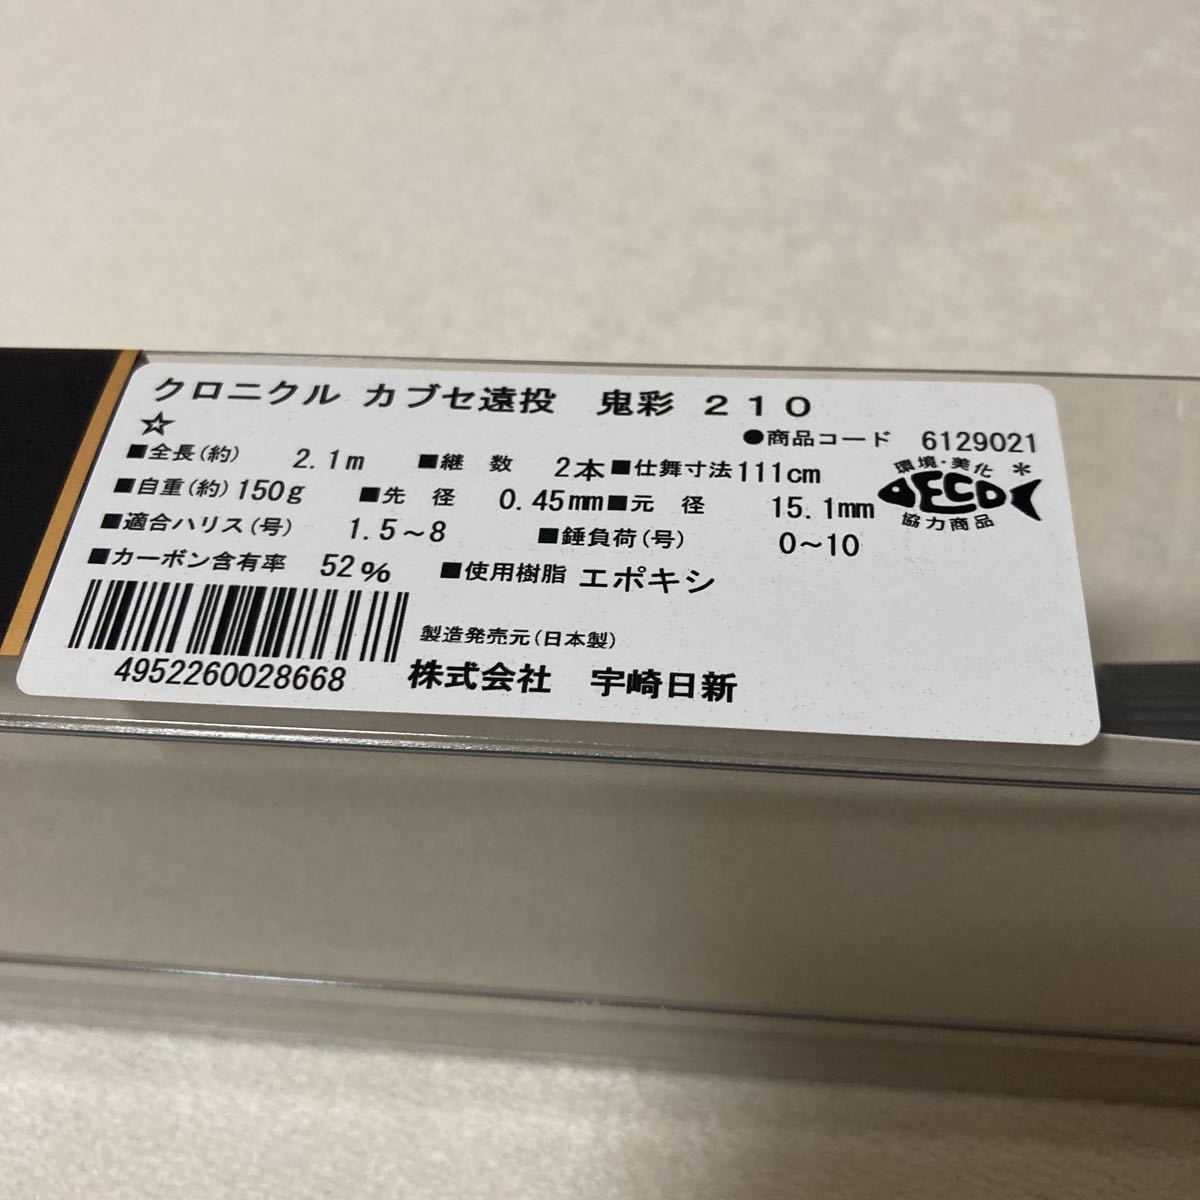 クロニクル カブセ遠投　鬼彩　２１０
☆
●商品コード 6129021
■全長(約) 2.1m ■継 数 2本 ■仕舞寸法 111cm
■自重(約) 150g ■先 径 0.45mm ■元 径 15.1mm
■適合ハリス(号) 1.5~8 ■錘負荷(号) 0~10
■カーボン含有率 52% ■使用樹脂 エポキシ
環境・美化 *
ECO
協力商品
製造発売元(日本製)
4952260028668
株式会社　宇崎日新